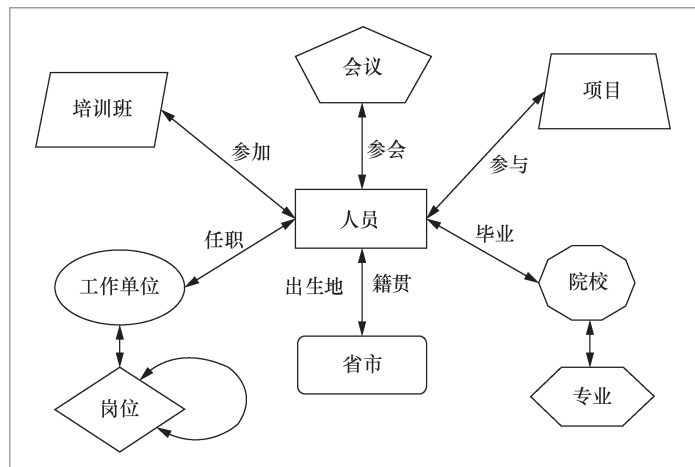 会议
项目
培训班
参加
参会
参与
人员
任职
毕业
工作单位
出生地
籍贯
院校
省市
岗位
专业